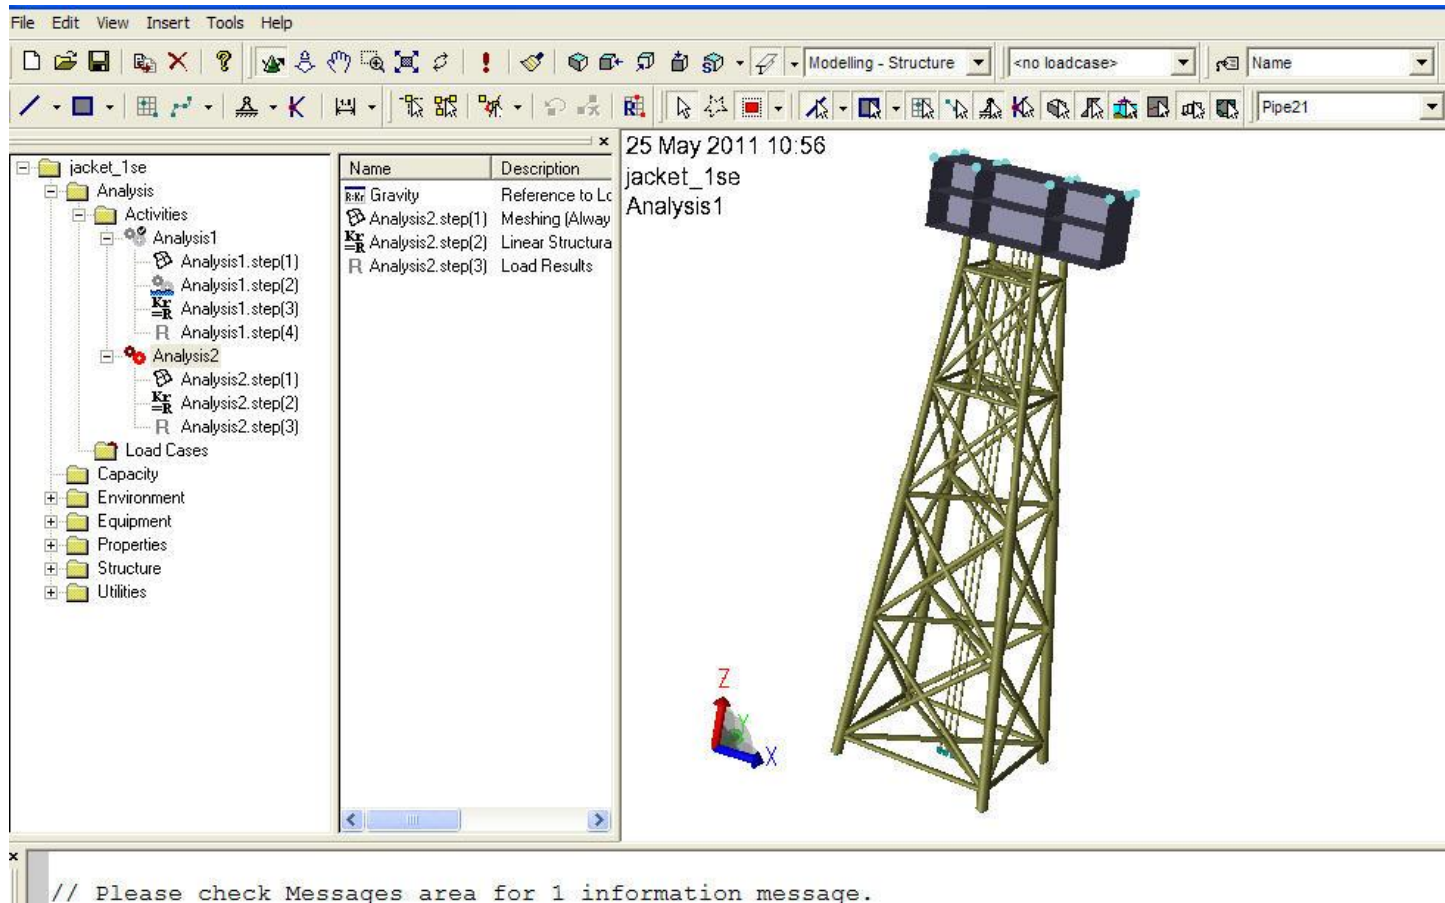 File Edit View Insert Tools Help
Modelling - Structure <no loadcase> Name
Pipe21
jacket_1se
Analysis
Activities
Analysis1
Analysis1.step(1)
Analysis1.step(2)
Analysis1.step(3)
Analysis1.step(4)
Analysis2
Analysis2.step(1)
Analysis2.step(2)
Analysis2.step(3)
Load Cases
Capacity
Environment
Equipment
Properties
Structure
Utilities
Name Description
Gravity Reference to Lo
Analysis2.step(1) Meshing (Alway
Analysis2.step(2) Linear Structura
Analysis2.step(3) Load Results
25 May 2011 10:56
jacket_1se
Analysis1
Z
Y
X
// Please check Messages area for 1 information message.